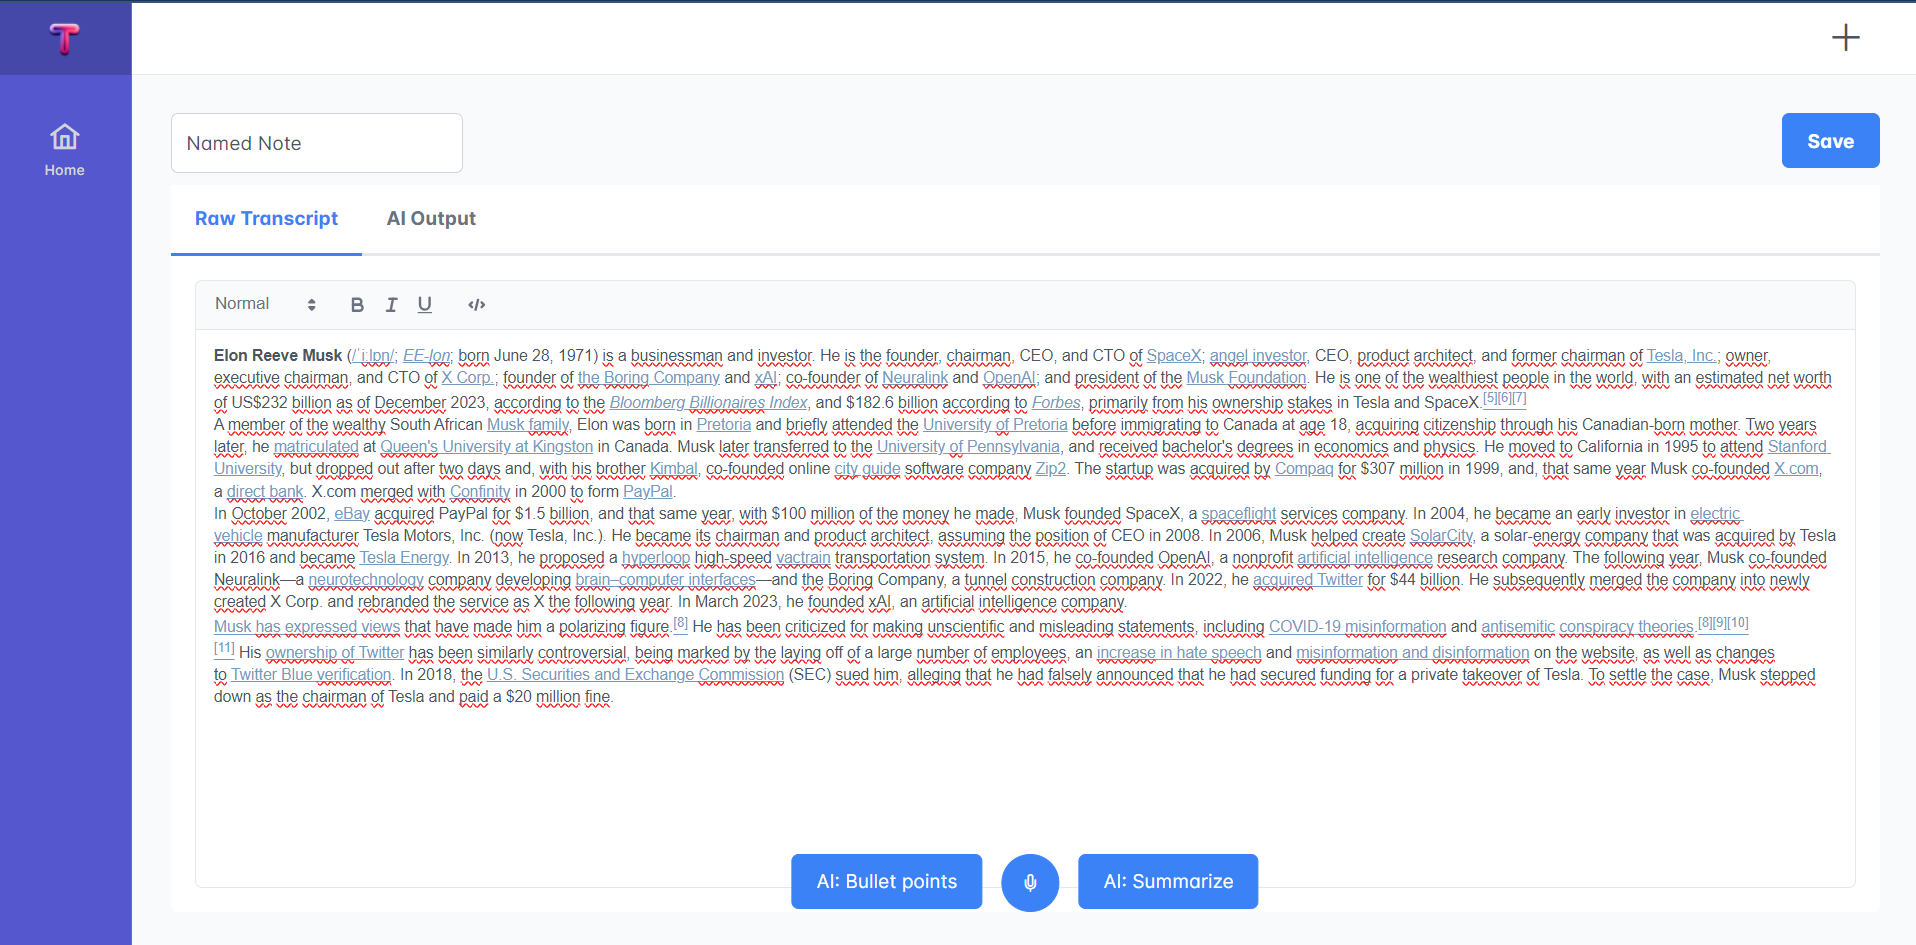 T
Home
Named Note
Save
Raw Transcript
AI Output
Normal
B I U </>
Elon Reeve Musk (/ˈiːlɒn/; EE-lon; born June 28, 1971) is a businessman and investor. He is the founder, chairman, CEO, and CTO of SpaceX; angel investor, CEO, product architect, and former chairman of Tesla, Inc.; owner,
executive chairman, and CTO of X Corp.; founder of the Boring Company and xAI; co-founder of Neuralink and OpenAI; and president of the Musk Foundation. He is one of the wealthiest people in the world, with an estimated net worth
of US$232 billion as of December 2023, according to the Bloomberg Billionaires Index, and $182.6 billion according to Forbes, primarily from his ownership stakes in Tesla and SpaceX.[5][6][7]
A member of the wealthy South African Musk family, Elon was born in Pretoria and briefly attended the University of Pretoria before immigrating to Canada at age 18, acquiring citizenship through his Canadian-born mother. Two years
later, he matriculated at Queen's University at Kingston in Canada. Musk later transferred to the University of Pennsylvania, and received bachelor's degrees in economics and physics. He moved to California in 1995 to attend Stanford
University, but dropped out after two days and, with his brother Kimbal, co-founded online city guide software company Zip2. The startup was acquired by Compaq for $307 million in 1999, and, that same year Musk co-founded X.com,
a direct bank. X.com merged with Confinity in 2000 to form PayPal.
In October 2002, eBay acquired PayPal for $1.5 billion, and that same year, with $100 million of the money he made, Musk founded SpaceX, a spaceflight services company. In 2004, he became an early investor in electric
vehicle manufacturer Tesla Motors, Inc. (now Tesla, Inc.). He became its chairman and product architect, assuming the position of CEO in 2008. In 2006, Musk helped create SolarCity, a solar-energy company that was acquired by Tesla
in 2016 and became Tesla Energy. In 2013, he proposed a hyperloop high-speed vactrain transportation system. In 2015, he co-founded OpenAI, a nonprofit artificial intelligence research company. The following year, Musk co-founded
Neuralink—a neurotechnology company developing brain–computer interfaces—and the Boring Company, a tunnel construction company. In 2022, he acquired Twitter for $44 billion. He subsequently merged the company into newly
created X Corp. and rebranded the service as X the following year. In March 2023, he founded xAI, an artificial intelligence company.
Musk has expressed views that have made him a polarizing figure.[8] He has been criticized for making unscientific and misleading statements, including COVID-19 misinformation and antisemitic conspiracy theories.[8][9][10]
[11] His ownership of Twitter has been similarly controversial, being marked by the laying off of a large number of employees, an increase in hate speech and misinformation and disinformation on the website, as well as changes
to Twitter Blue verification. In 2018, the U.S. Securities and Exchange Commission (SEC) sued him, alleging that he had falsely announced that he had secured funding for a private takeover of Tesla. To settle the case, Musk stepped
down as the chairman of Tesla and paid a $20 million fine.
AI: Bullet points
AI: Summarize